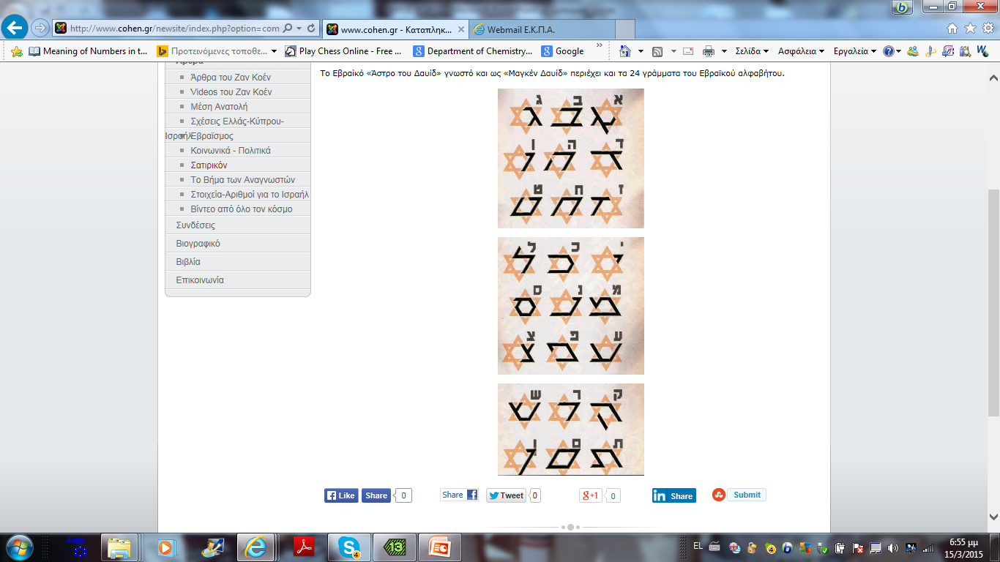 http://www.cohen.gr/newsite/index.php?option=com
www.cohen.gr - Καταπληκ...
Webmail Ε.Κ.Π.Α.
Meaning of Numbers in t...
Προτεινόμενες τοποθε...
Play Chess Online - Free ...
Department of Chemistry...
Google
Σελίδα
Ασφάλεια
Εργαλεία
Άρθρα του Ζαν Κοέν
Videos του Ζαν Κοέν
Μέση Ανατολή
Σχέσεις Ελλάς-Κύπρου-
Ισραήλ
Εβραϊσμος
Κοινωνικά - Πολιτικά
Σατιρικόν
Το Βήμα των Αναγνωστών
Στοιχεία-Αριθμοί για το Ισραήλ
Βίντεο από όλο τον κόσμο
Συνδέσεις
Βιογραφικό
Βιβλία
Επικοινωνία
Το Εβραίκό «Άστρο του Δαυίδ» γνωστό και ως «Μαγκέν Δαυίδ» περιέχει και τα 24 γράμματα του Εβραϊκού αλφαβήτου.
א ב ג
ד ה ו
ז ח ט
י כ ל
מ נ ס
ע פ צ
ק ר ש
ת ם ן
Like Share 0
Share
Tweet 0
g+1 0
in Share
Submit
EL
6:55 μμ
15/3/2015